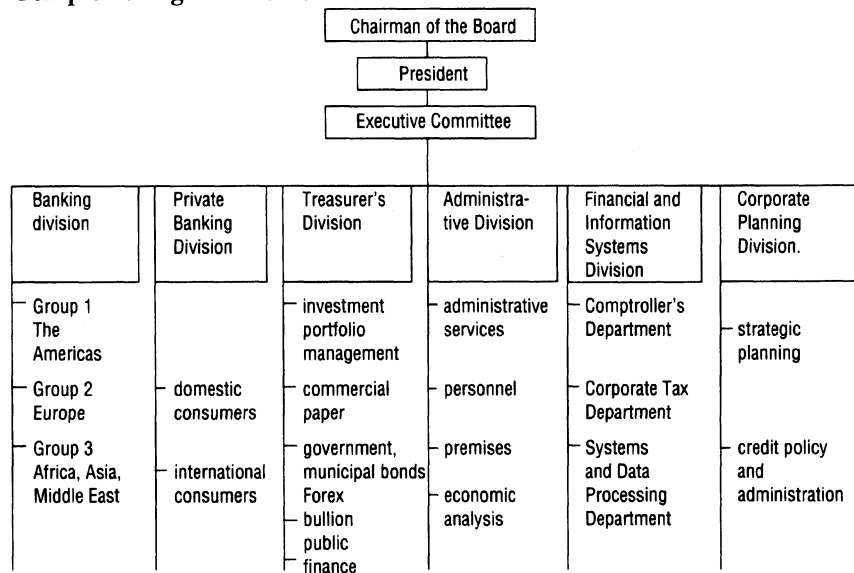 Chairman of the Board
President
Executive Committee
Banking
division
Private
Banking
Division
Treasurer's
Division
Administra-
tive Division
Financial and
Information
Systems
Division
Corporate
Planning
Division.
Group 1
The
Americas
Group 2
Europe
Group 3
Africa, Asia,
Middle East
domestic
consumers
international
consumers
investment
portfolio
management
commercial
paper
government,
municipal bonds
Forex
bullion
public
finance
administrative
services
personnel
premises
economic
analysis
Comptroller's
Department
Corporate Tax
Department
Systems
and Data
Processing
Department
strategic
planning
credit policy
and
administration